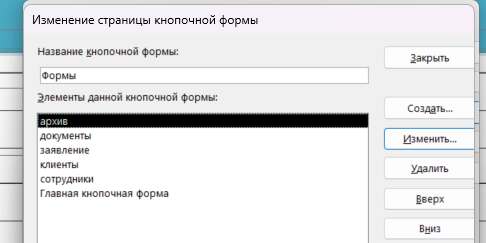 Изменение страницы кнопочной формы
Название кнопочной формы:
Закрыть
Формы
Элементы данной кнопочной формы:
Создать...
архив
документы
Изменить...
заявление
клиенты
Удалить
сотрудники
Главная кнопочная форма
Вверх
Вниз